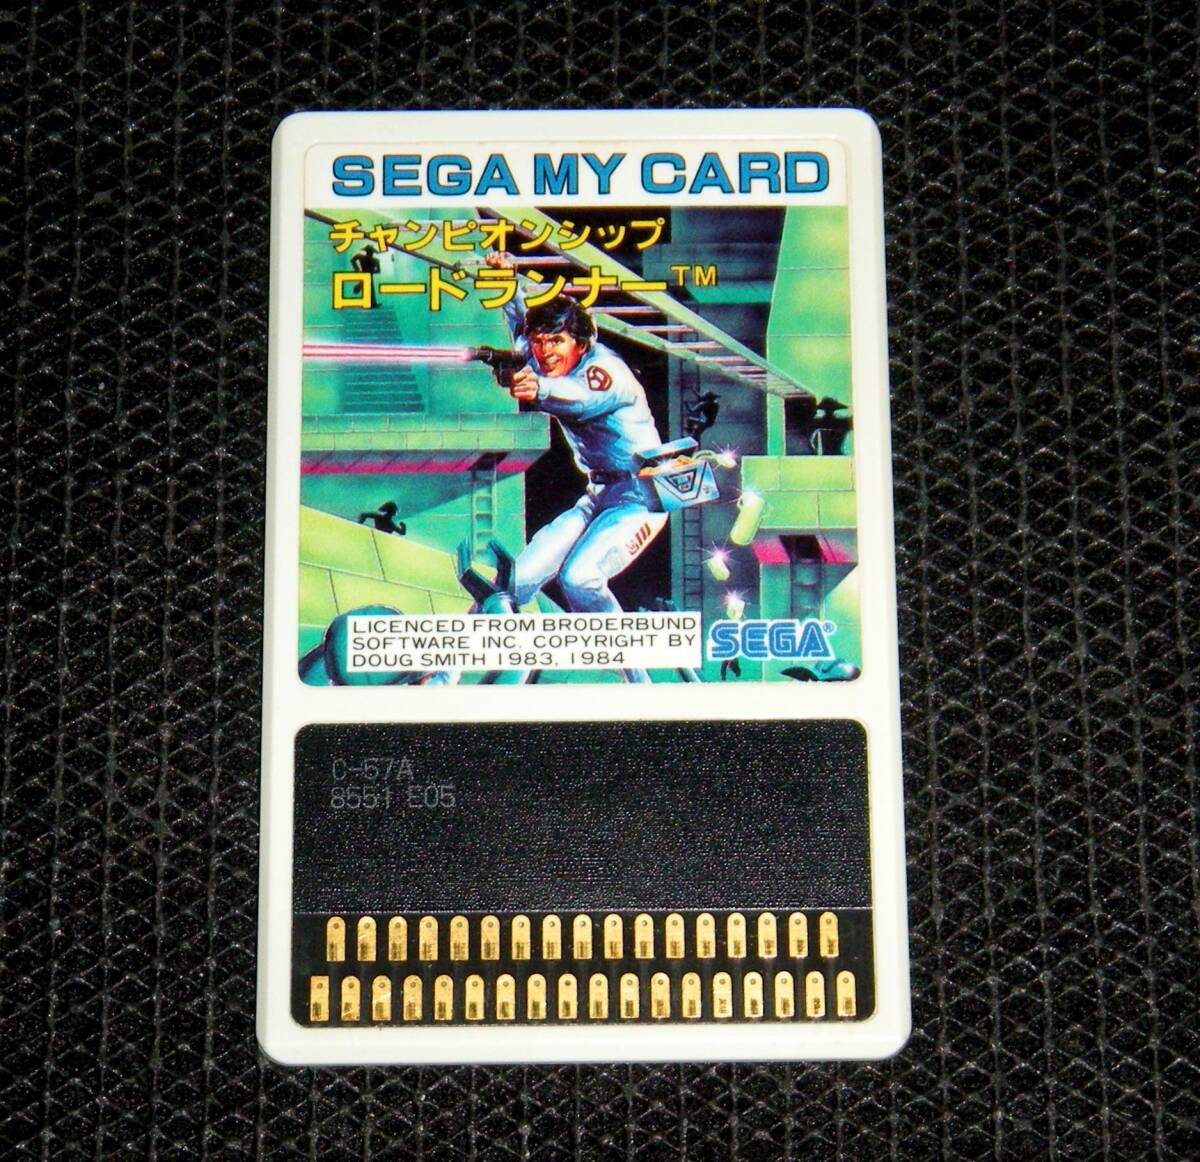 SEGA MY CARD
チャンピオンシップ
ロードランナー™
LICENCED FROM BRODERBUND
SOFTWARE INC. COPYRIGHT BY
DOUG SMITH 1983, 1984
SEGA®
C-57A
8551 E05